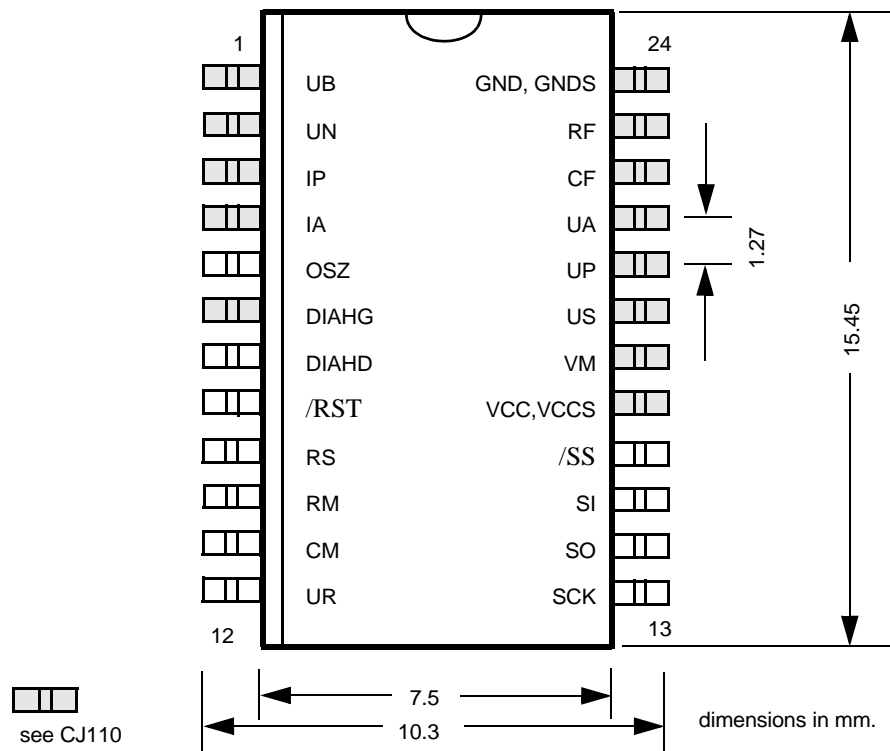 1 24
UB GND, GNDS
UN RF
IP CF
IA UA
OSZ UP
DIAHG US
DIAHD VM
/RST VCC,VCCS
RS /SS
RM SI
CM SO
UR SCK
12 13
1.27
15.45
7.5
10.3
see CJ110
dimensions in mm.